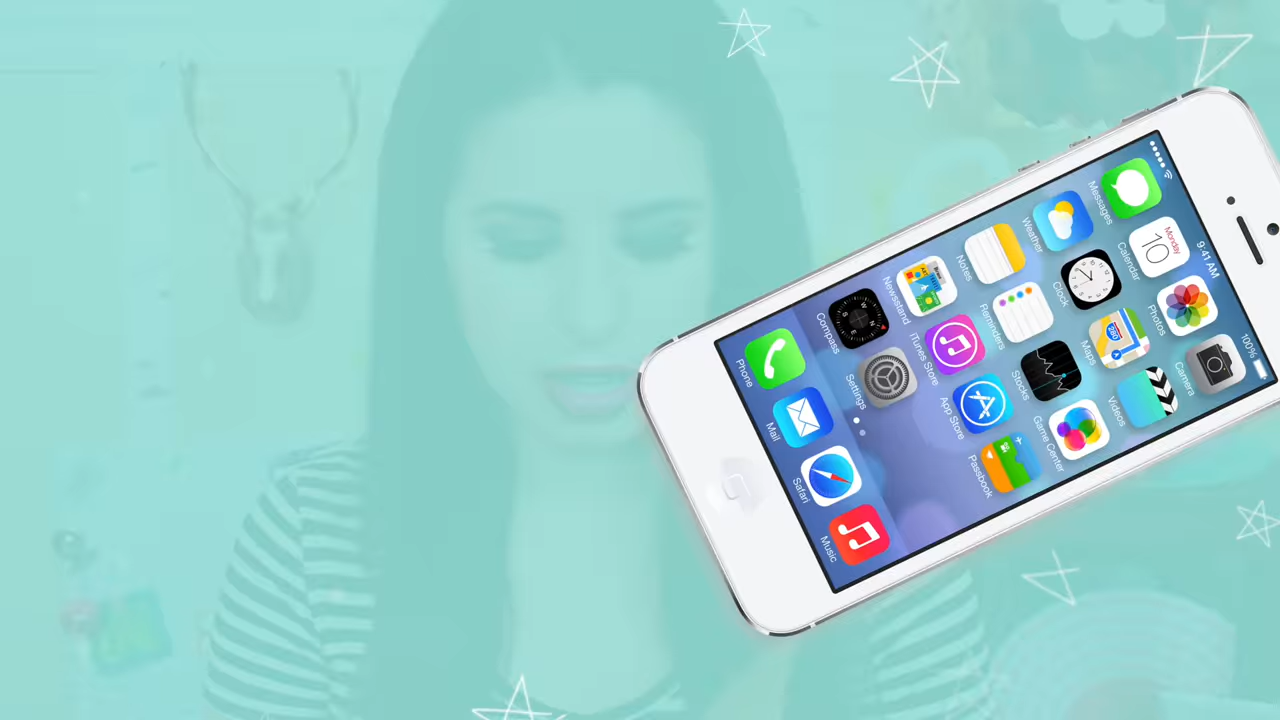 9:41 AM
100%
Messages
Monday
10
Calendar
Photos
Camera
Weather
Clock
Maps
280
Videos
Notes
Reminders
Stocks
Game Center
Newsstand
iTunes Store
App Store
Passbook
Compass
N
E
S
W
Settings
Phone
Mail
Safari
Music